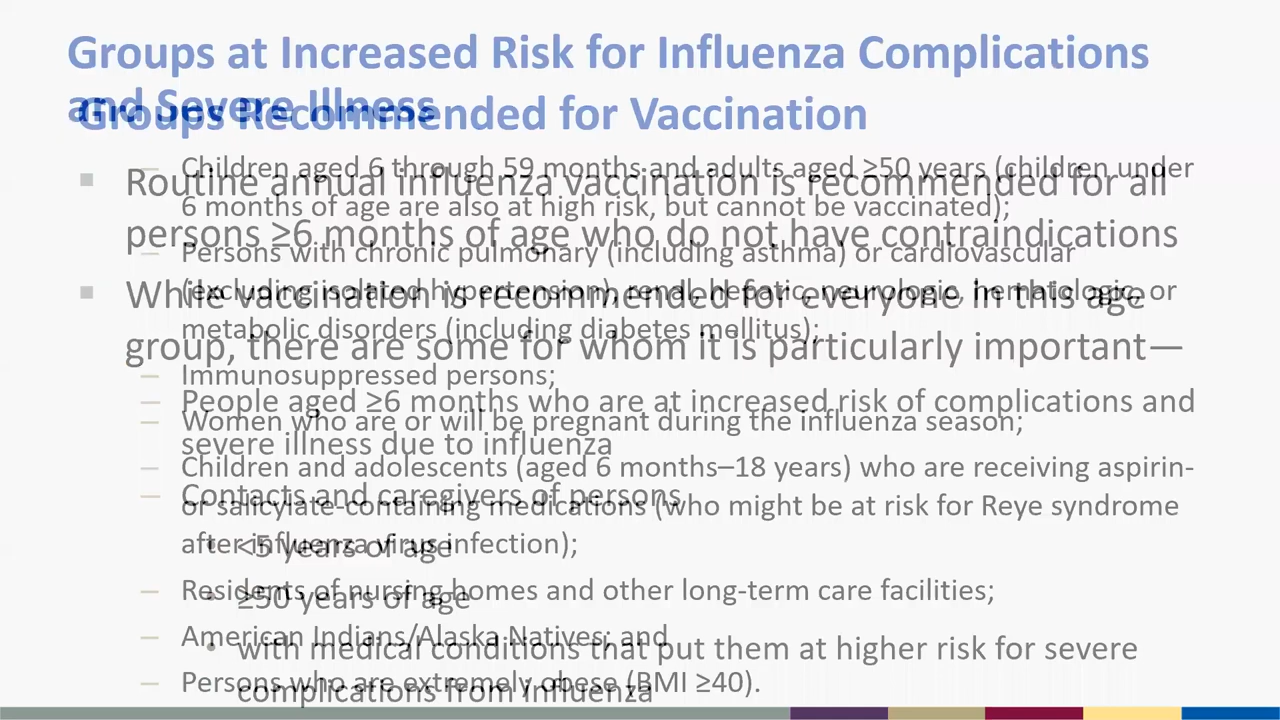 Groups at Increased Risk for Influenza Complications
and Severe Illness
– Children aged 6 through 59 months and adults aged ≥50 years (children under
6 months of age are also at high risk, but cannot be vaccinated);
– Persons with chronic pulmonary (including asthma) or cardiovascular
(excluding isolated hypertension), renal, hepatic, neurologic, hematologic, or
metabolic disorders (including diabetes mellitus);
– Immunosuppressed persons;
– Women who are or will be pregnant during the influenza season;
– Children and adolescents (aged 6 months–18 years) who are receiving aspirin-
or salicylate-containing medications (who might be at risk for Reye syndrome
after influenza virus infection);
– Residents of nursing homes and other long-term care facilities;
– American Indians/Alaska Natives; and
– Persons who are extremely obese (BMI ≥40).
Groups Recommended for Vaccination
▪ Routine annual influenza vaccination is recommended for all
persons ≥6 months of age who do not have contraindications
▪ While vaccination is recommended for everyone in this age
group, there are some for whom it is particularly important—
– People aged ≥6 months who are at increased risk of complications and
severe illness due to influenza
– Contacts and caregivers of persons
• <5 years of age
• ≥50 years of age
• with medical conditions that put them at higher risk for severe
complications from influenza